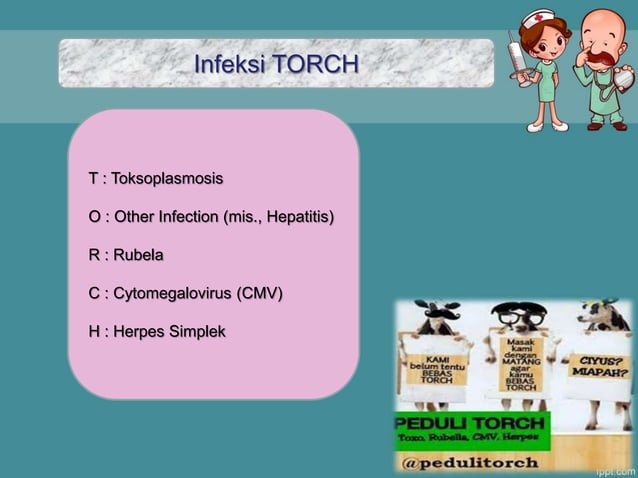 Infeksi TORCH
T : Toksoplasmosis
O : Other Infection (mis., Hepatitis)
R : Rubela
C : Cytomegalovirus (CMV)
H : Herpes Simplek
KAMI
belum tentu
BEBAS
TORCH
Masak
kami
dengan
MATANG
agar
kamu
BEBAS
TORCH
CIYUS?
MIAPAH?
PEDULI TORCH
Toxo, Rubella, CMV, Herpes
@pedulitorch
fppt.com